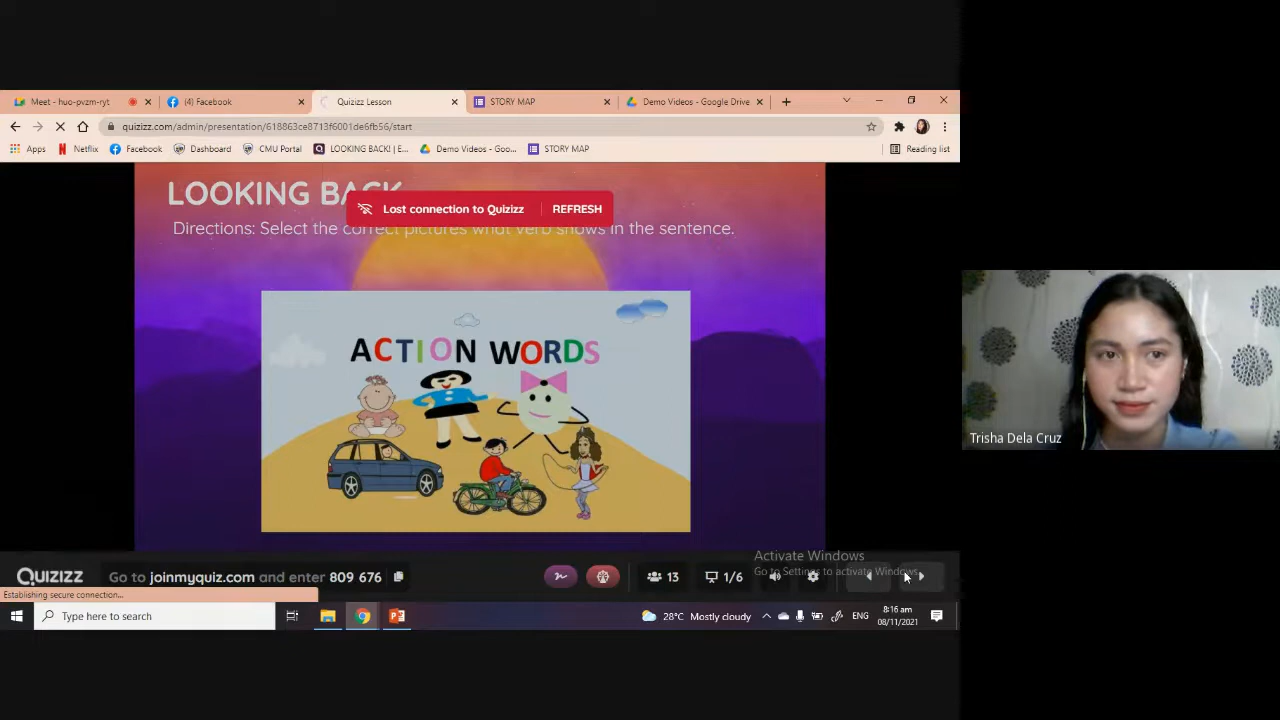 Meet - huo-pvzm-ryt
(4) Facebook
Quizizz Lesson
STORY MAP
Demo Videos - Google Drive
quizizz.com/admin/presentation/618863ce8713f6001de6fb56/start
Apps
Netflix
Facebook
Dashboard
CMU Portal
LOOKING BACK! | E...
Demo Videos - Goo...
STORY MAP
Reading list
LOOKING BACK
Lost connection to Quizizz
REFRESH
Directions: Select the correct pictures what verb shows in the sentence.
ACTION WORDS
Trisha Dela Cruz
Activate Windows
Go to Settings to activate Windows.
QUIZIZZ
Go to joinmyquiz.com and enter 809 676
13
1/6
Establishing secure connection...
Type here to search
28°C Mostly cloudy
ENG
8:16 am
08/11/2021